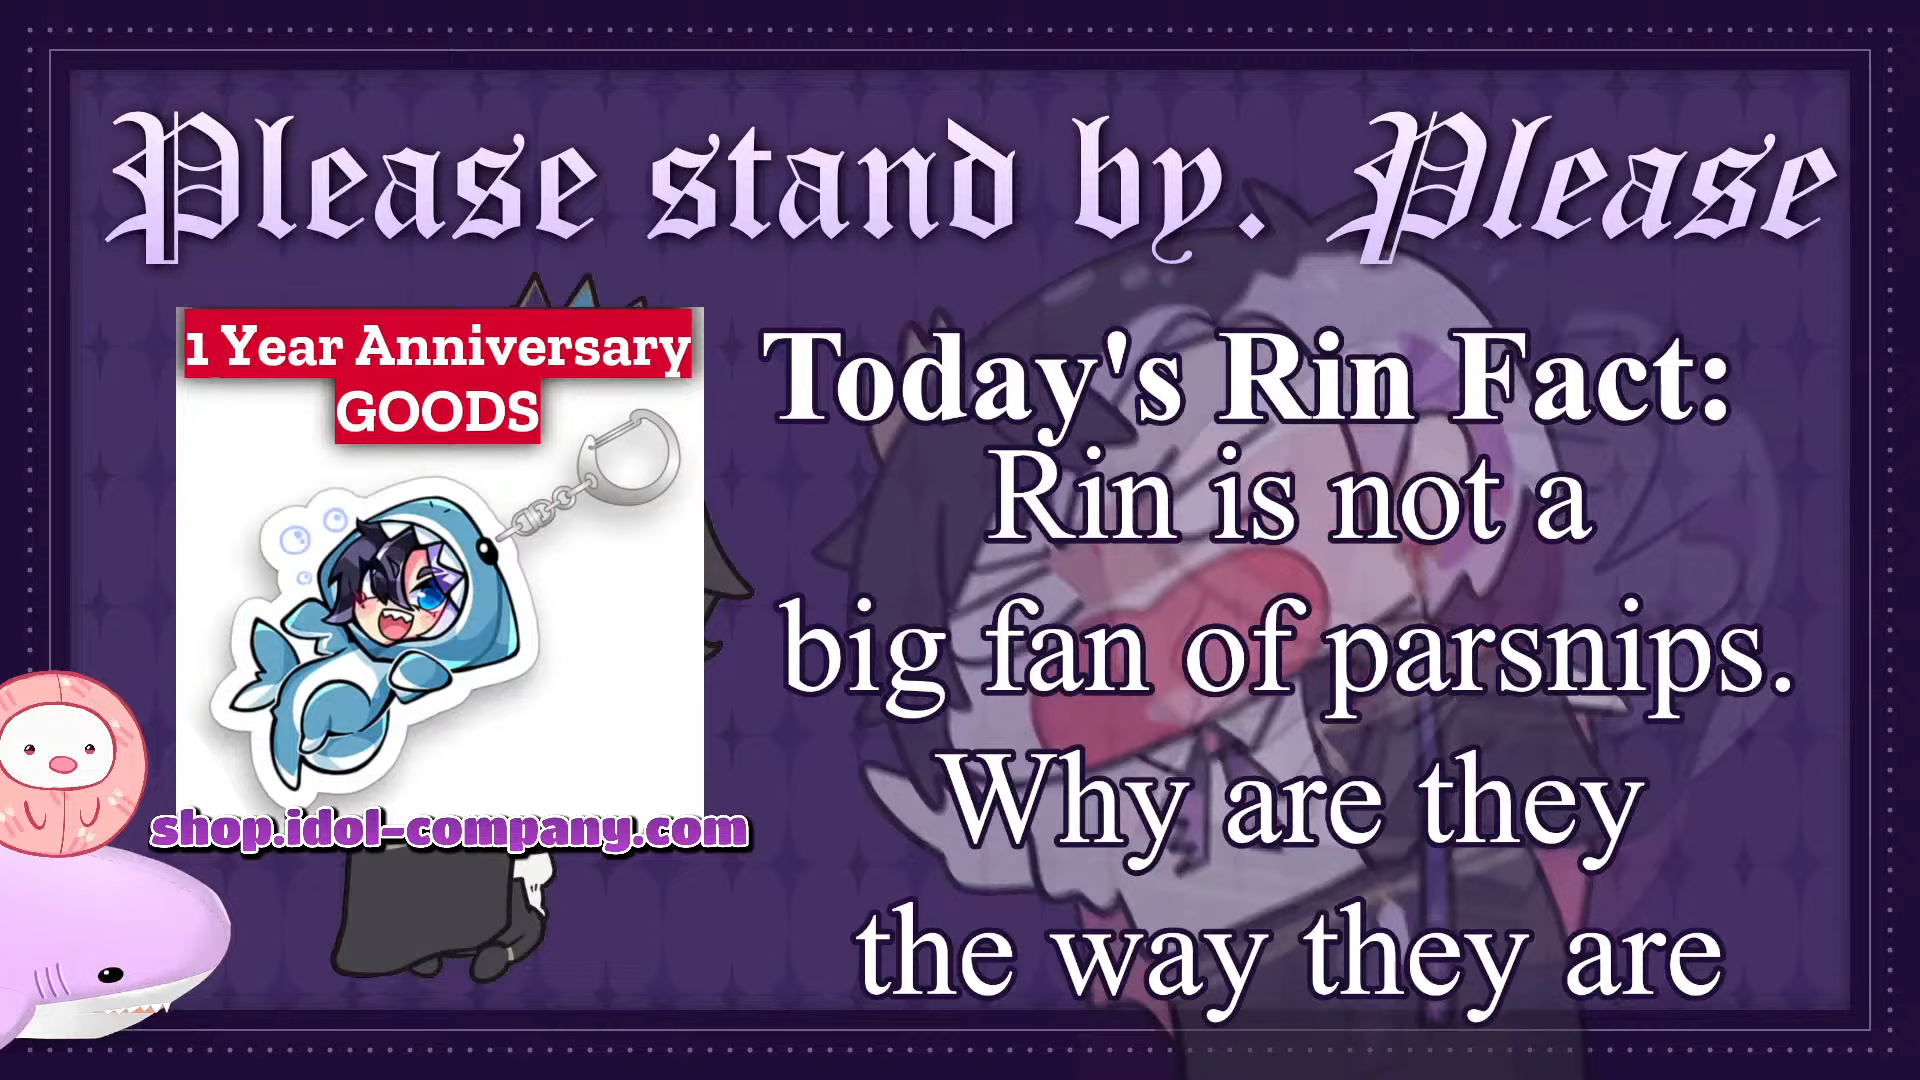 Please stand by. Please
1 Year Anniversary
GOODS
shop.idol-company.com
Today's Rin Fact:
Rin is not a
big fan of parsnips.
Why are they
the way they are